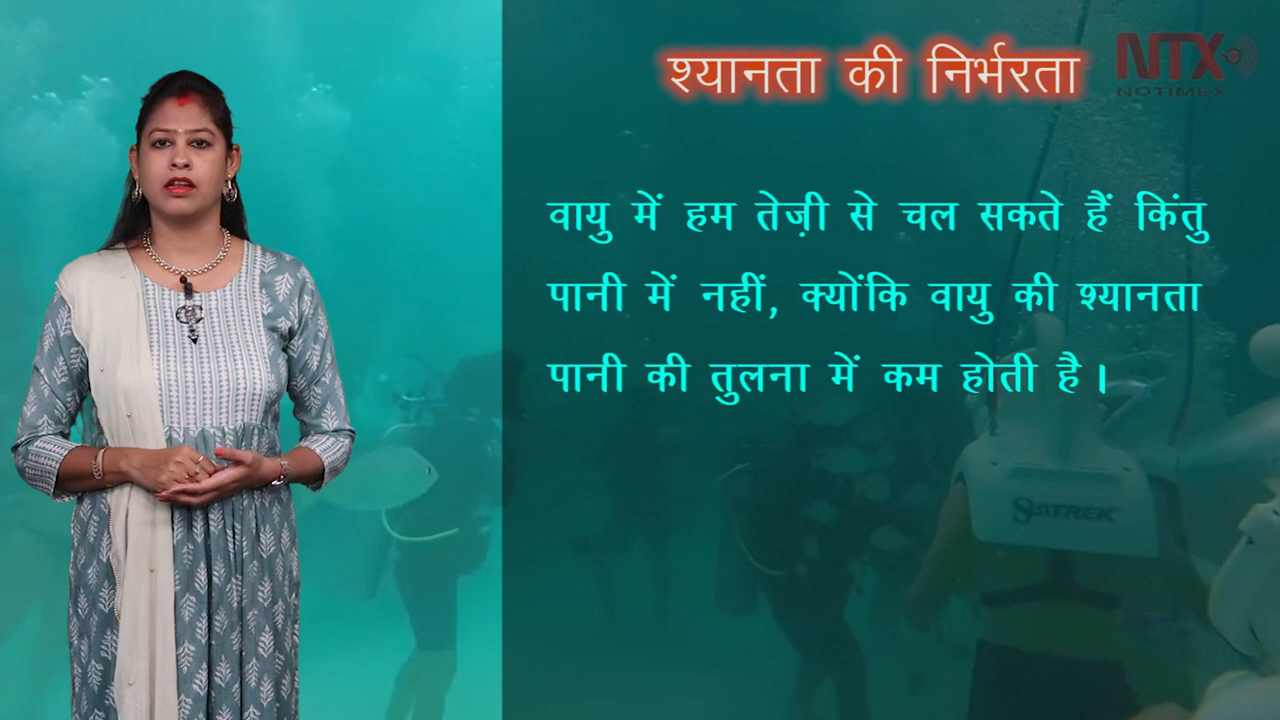 श्यानता की निर्भरता
NTX
NOTIMEX
वायु में हम तेज़ी से चल सकते हैं किंतु
पानी में नहीं, क्योंकि वायु की श्यानता
पानी की तुलना में कम होती है।
SeaTREK